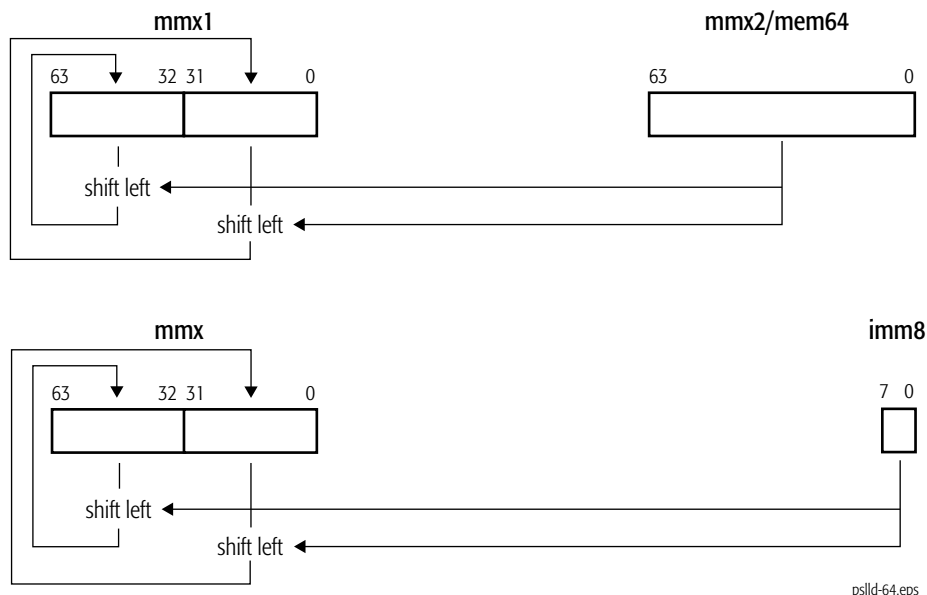 mmx1 mmx2/mem64
63 32 31 0 63 0
shift left
shift left
mmx imm8
63 32 31 0 7 0
shift left
shift left
pslld-64.eps